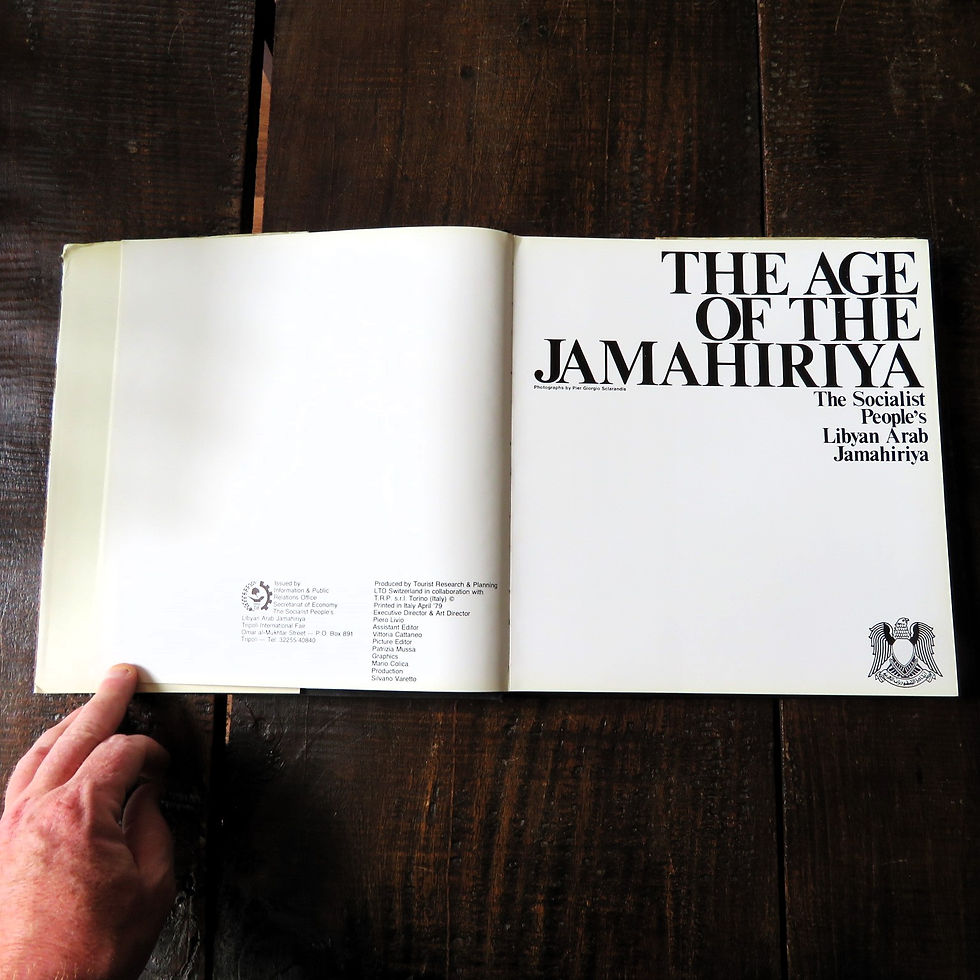 Issued by
Information & Public
Relations Office
Secretariat of Economy
The Socialist People's
Libyan Arab Jamahiriya
Tripoli International Fair
Omar al-Mukhtar Street — P.O. Box 891
Tripoli — Tel. 32255-40840
Produced by Tourist Research & Planning
LTD Switzerland in collaboration with
T.R.P. s.r.l. Torino (Italy) ©
Printed in Italy April '79
Executive Director & Art Director
Piero Livio
Assistant Editor
Vittoria Cattaneo
Picture Editor
Patrizia Mussa
Graphics
Mario Colica
Production
Silvano Varetto
THE AGE
OF THE
JAMAHIRIYA
Photographs by Pier Giorgio Sclarandis
The Socialist
People's
Libyan Arab
Jamahiriya